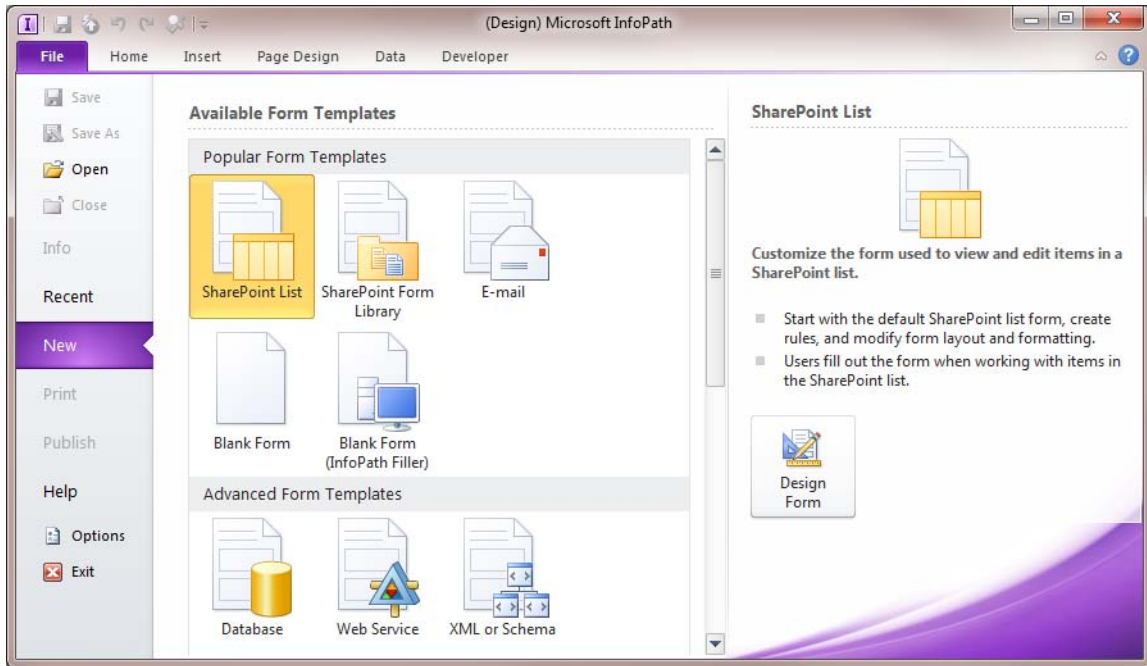 (Design) Microsoft InfoPath
File Home Insert Page Design Data Developer
Save
Save As
Open
Close
Info
Recent
New
Print
Publish
Help
Options
Exit
Available Form Templates
Popular Form Templates
SharePoint List
SharePoint Form
Library
E-mail
Blank Form
Blank Form
(InfoPath Filler)
Advanced Form Templates
Database
Web Service
XML or Schema
SharePoint List
Customize the form used to view and edit items in a
SharePoint list.
Start with the default SharePoint list form, create
rules, and modify form layout and formatting.
Users fill out the form when working with items in
the SharePoint list.
Design
Form